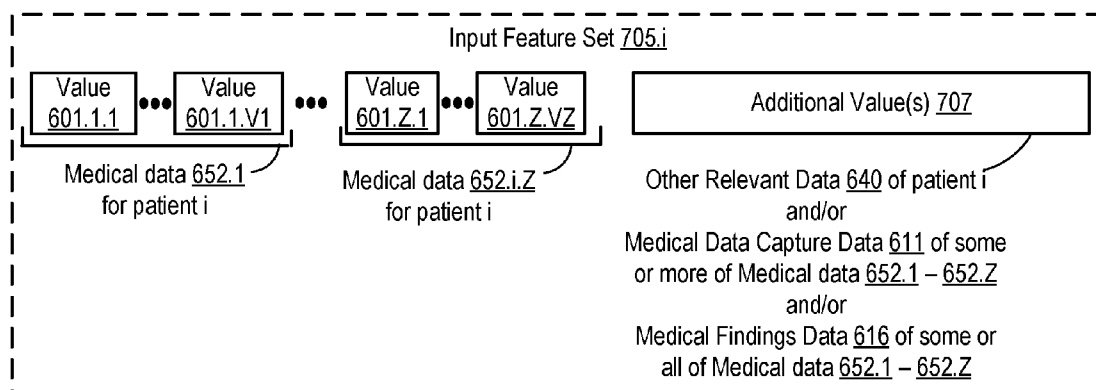 Input Feature Set 705.i
Value 601.1.1
Value 601.1.V1
Value 601.Z.1
Value 601.Z.VZ
Additional Value(s) 707
Medical data 652.1
for patient i
Medical data 652.i.Z
for patient i
Other Relevant Data 640 of patient i
and/or
Medical Data Capture Data 611 of some
or more of Medical data 652.1 – 652.Z
and/or
Medical Findings Data 616 of some or
all of Medical data 652.1 – 652.Z